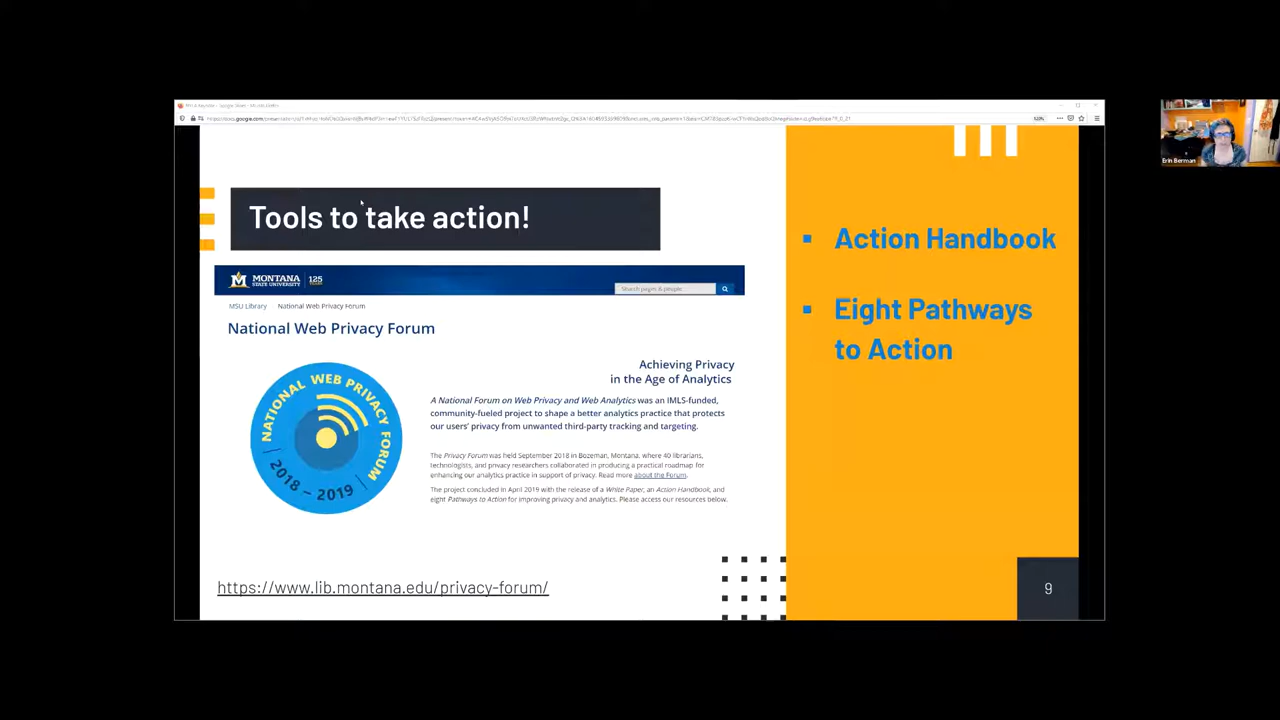 Tools to take action!
MONTANA
STATE UNIVERSITY
125
YEARS
Search pages & people...
MSU Library
National Web Privacy Forum
National Web Privacy Forum
NATIONAL WEB PRIVACY FORUM
2018 – 2019
Achieving Privacy
in the Age of Analytics
A National Forum on Web Privacy and Web Analytics was an IMLS-funded,
community-fueled project to shape a better analytics practice that protects
our users' privacy from unwanted third-party tracking and targeting.
The Privacy Forum was held September 2018 in Bozeman, Montana, where 40 librarians,
technologists, and privacy researchers collaborated in producing a practical roadmap for
enhancing our analytics practice in support of privacy. Read more about the Forum.
The project concluded in April 2019 with the release of a White Paper, an Action Handbook, and
eight Pathways to Action for improving privacy and analytics. Please access our resources below.
https://www.lib.montana.edu/privacy-forum/
▪ Action Handbook
▪ Eight Pathways
to Action
9
Erin Berman